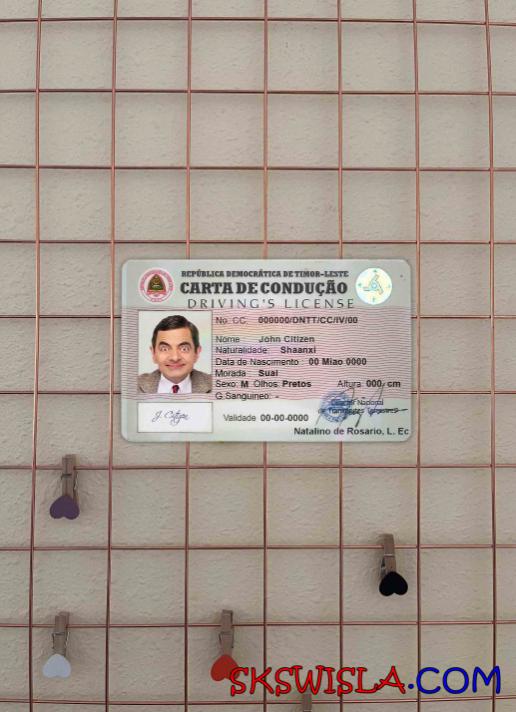 REPÚBLICA DEMOCRÁTICA DE TIMOR-LESTE
CARTA DE CONDUÇÃO
DRIVING'S LICENSE
No. CC. 000000/DNTT/CC/IV/00
Nome John Citizen
Naturalidade: Shaanxi
Data de Nascimento : 00 Miao 0000
Morada Suai
Sexo: M Olhos: Pretos Altura: 000, cm
G.Sanguineo: -
J. Citizen
Validade 00-00-0000
Nacional
de Transportes Terrestres
Natalino de Rosario, L. Ec
SKSWISLA.COM